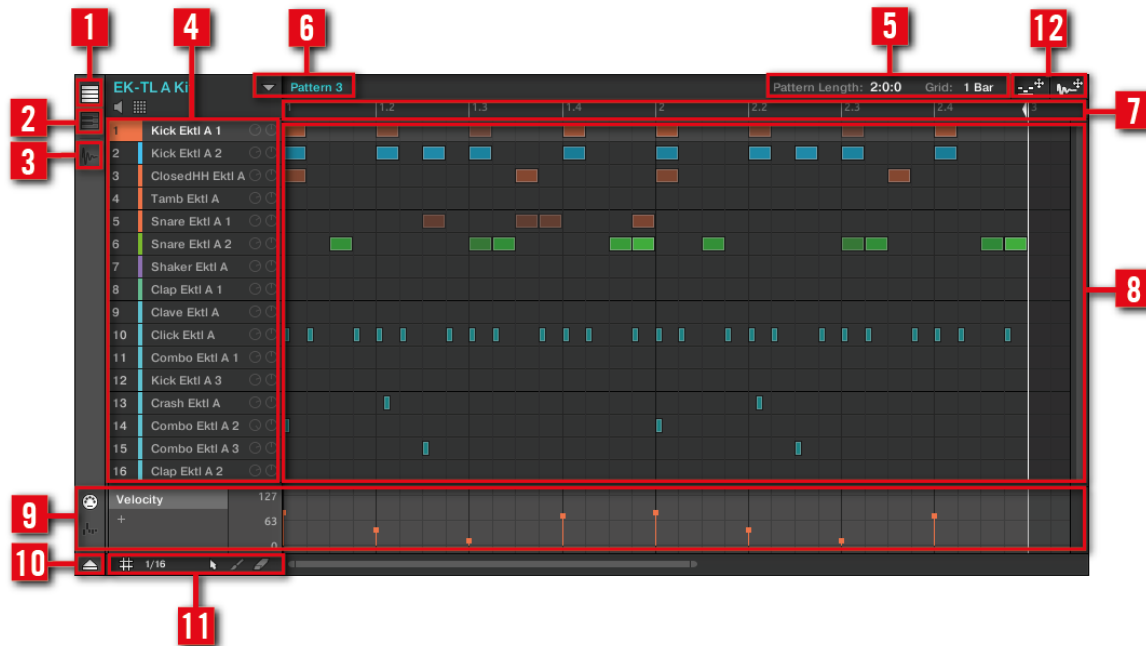 1
4
6
5
12
EK-TL A Ki
Pattern 3
Pattern Length: 2:0:0 Grid: 1 Bar
1.2 1.3 1.4 2 2.2 2.3 2.4 3
2
7
3
1 Kick Ektl A 1
2 Kick Ektl A 2
3 ClosedHH Ektl A
4 Tamb Ektl A
5 Snare Ektl A 1
6 Snare Ektl A 2
7 Shaker Ektl A
8 Clap Ektl A 1
8
9 Clave Ektl A
10 Click Ektl A
11 Combo Ektl A 1
12 Kick Ektl A 3
13 Crash Ektl A
14 Combo Ektl A 2
15 Combo Ektl A 3
16 Clap Ektl A 2
9
Velocity 127
+ 63
0
10
1/16
11